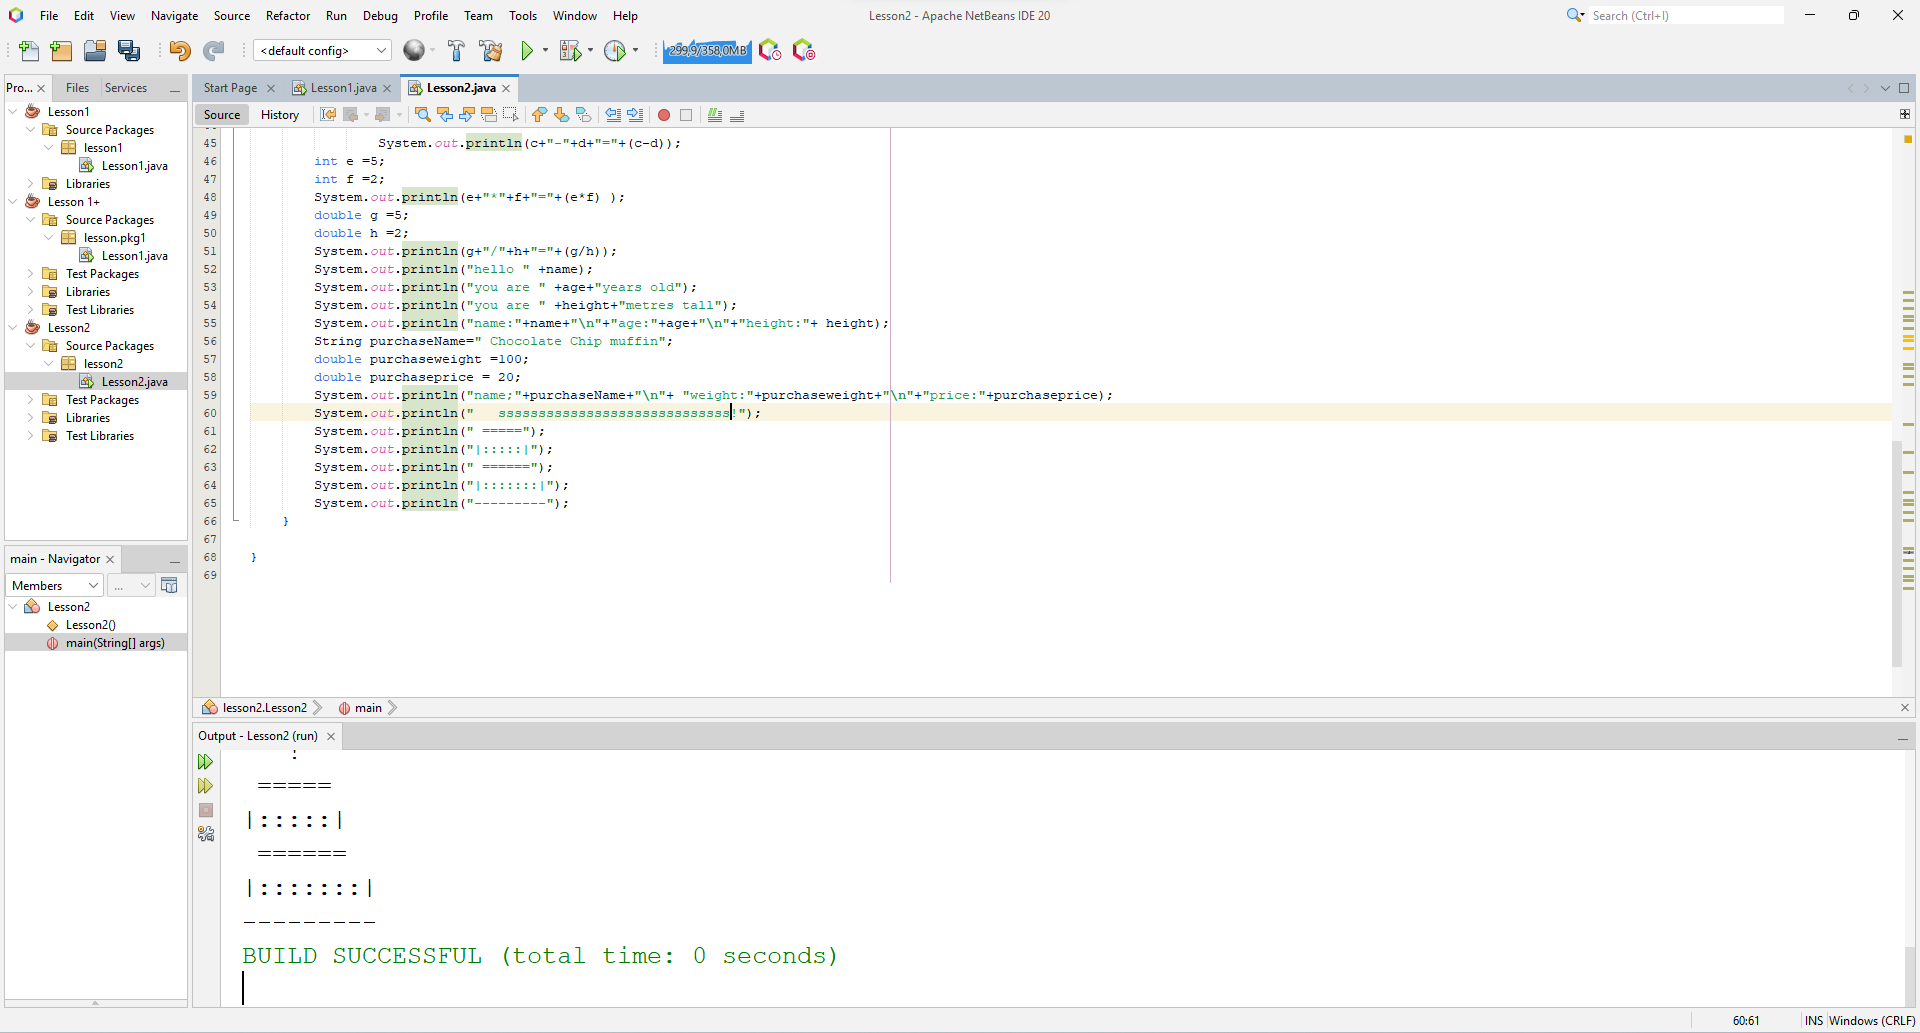 File Edit View Navigate Source Refactor Run Debug Profile Team Tools Window Help
Lesson2 - Apache NetBeans IDE 20
Search (Ctrl+I)
<default config>
299,9/358,0MB
Pro... Files Services
Start Page Lesson1.java Lesson2.java
Source History
Lesson1
Source Packages
lesson1
Lesson1.java
Libraries
Lesson 1+
Source Packages
lesson.pkg1
Lesson1.java
Test Packages
Libraries
Test Libraries
Lesson2
Source Packages
lesson2
Lesson2.java
Test Packages
Libraries
Test Libraries
45 System.out.println(c+"-"+d+"="+(c-d));
46 int e =5;
47 int f =2;
48 System.out.println(e+"*"+f+"="+(e*f) );
49 double g =5;
50 double h =2;
51 System.out.println(g+"/"+h+"="+(g/h));
52 System.out.println("hello " +name);
53 System.out.println("you are " +age+"years old");
54 System.out.println("you are " +height+"metres tall");
55 System.out.println("name:"+name+"\n"+"age:"+age+"\n"+"height:"+ height);
56 String purchaseName=" Chocolate Chip muffin";
57 double purchaseweight =100;
58 double purchaseprice = 20;
59 System.out.println("name;"+purchaseName+"\n"+ "weight:"+purchaseweight+"\n"+"price:"+purchaseprice);
60 System.out.println("   sssssssssssssssssssssssssssss!");
61 System.out.println(" =====");
62 System.out.println("|:::::|");
63 System.out.println(" ======");
64 System.out.println("|:::::::|");
65 System.out.println("---------");
66 }
67
68 }
69
main - Navigator
Members ...
Lesson2
Lesson2()
main(String[] args)
lesson2.Lesson2 main
Output - Lesson2 (run)
 =====
|:::::|
 ======
|:::::::|
---------
BUILD SUCCESSFUL (total time: 0 seconds)
60:61 INS Windows (CRLF)